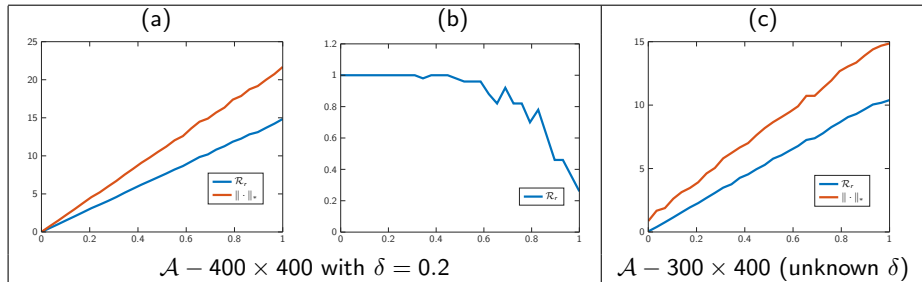 (a) (b) (c)
25
20
15
10
5
0
0 0.2 0.4 0.6 0.8 1
ℛᵣ
∥ · ∥*
1.2
1
0.8
0.6
0.4
0.2
0
0 0.2 0.4 0.6 0.8 1
ℛᵣ
15
10
5
0
0 0.2 0.4 0.6 0.8 1
ℛᵣ
∥ · ∥*
𝒜 − 400 × 400 with δ = 0.2
𝒜 − 300 × 400 (unknown δ)